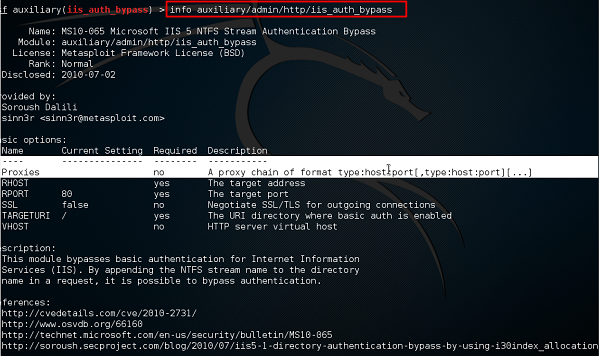 f auxiliary(iis_auth_bypass) > info auxiliary/admin/http/iis_auth_bypass
Name: MS10-065 Microsoft IIS 5 NTFS Stream Authentication Bypass
Module: auxiliary/admin/http/iis_auth_bypass
License: Metasploit Framework License (BSD)
Rank: Normal
Disclosed: 2010-07-02
rovided by:
Soroush Dalili
sinn3r <sinn3r@metasploit.com>
asic options:
Name Current Setting Required Description
---- --------------- -------- -----------
Proxies no A proxy chain of format type:host:port[,type:host:port][...]
RHOST yes The target address
RPORT 80 yes The target port
SSL false no Negotiate SSL/TLS for outgoing connections
TARGETURI / yes The URI directory where basic auth is enabled
VHOST no HTTP server virtual host
escription:
This module bypasses basic authentication for Internet Information
Services (IIS). By appending the NTFS stream name to the directory
name in a request, it is possible to bypass authentication.
eferences:
http://cvedetails.com/cve/2010-2731/
http://www.osvdb.org/66160
http://technet.microsoft.com/en-us/security/bulletin/MS10-065
http://soroush.secproject.com/blog/2010/07/iis5-1-directory-authentication-bypass-by-using-i30index_allocation